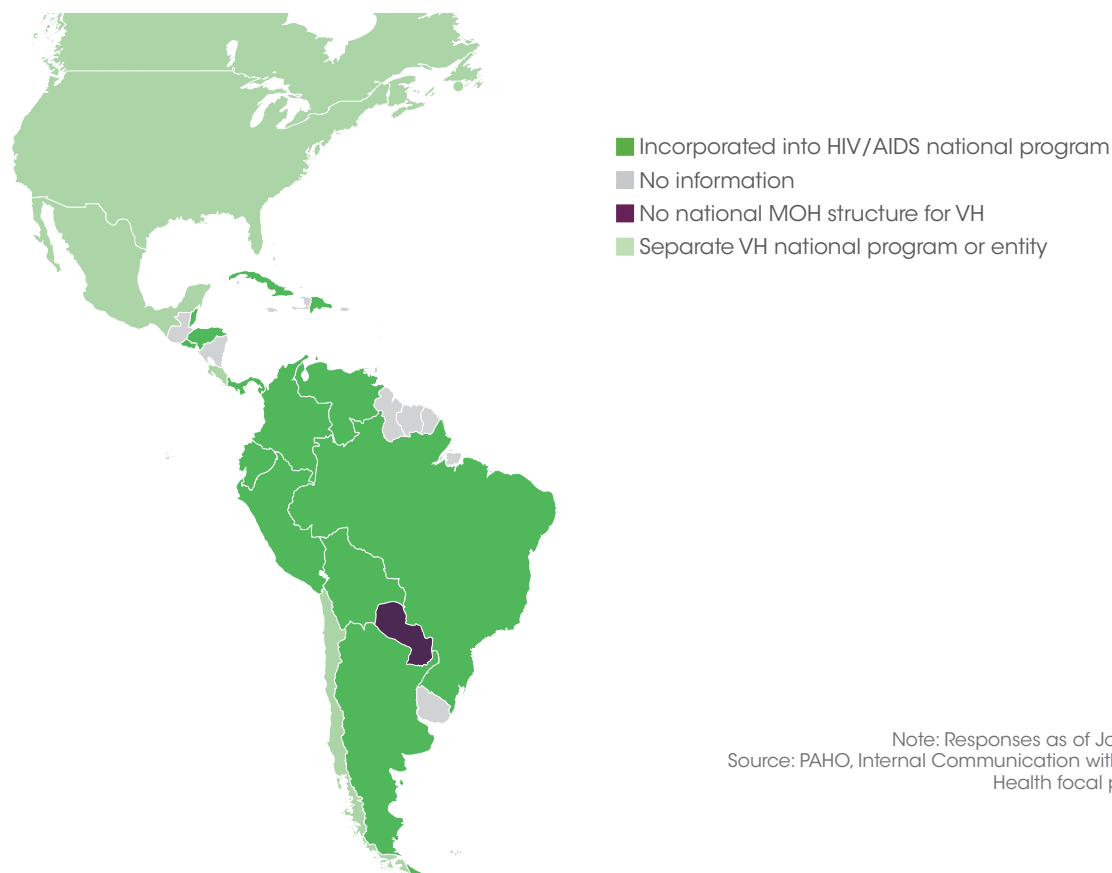 Incorporated into HIV/AIDS national program
No information
No national MOH structure for VH
Separate VH national program or entity
Note: Responses as of
Source: PAHO, Internal Communication
Health focal